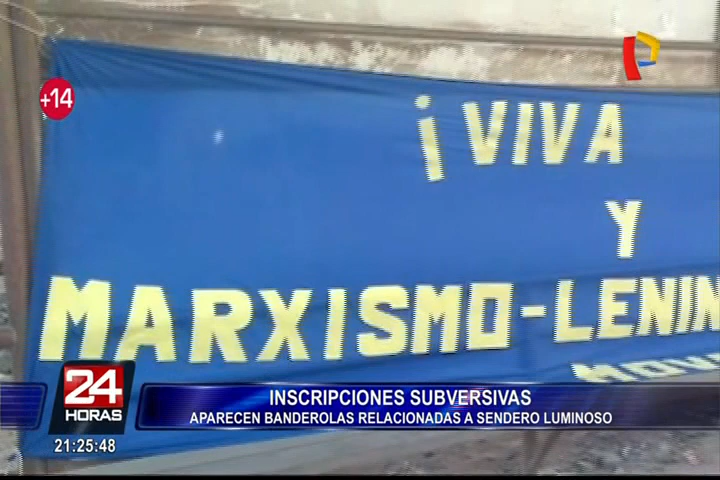 +14
¡VIVA
Y
MARXISMO-LENIN
24
HORAS
INSCRIPCIONES SUBVERSIVAS
APARECEN BANDEROLAS RELACIONADAS A SENDERO LUMINOSO
21:25:48